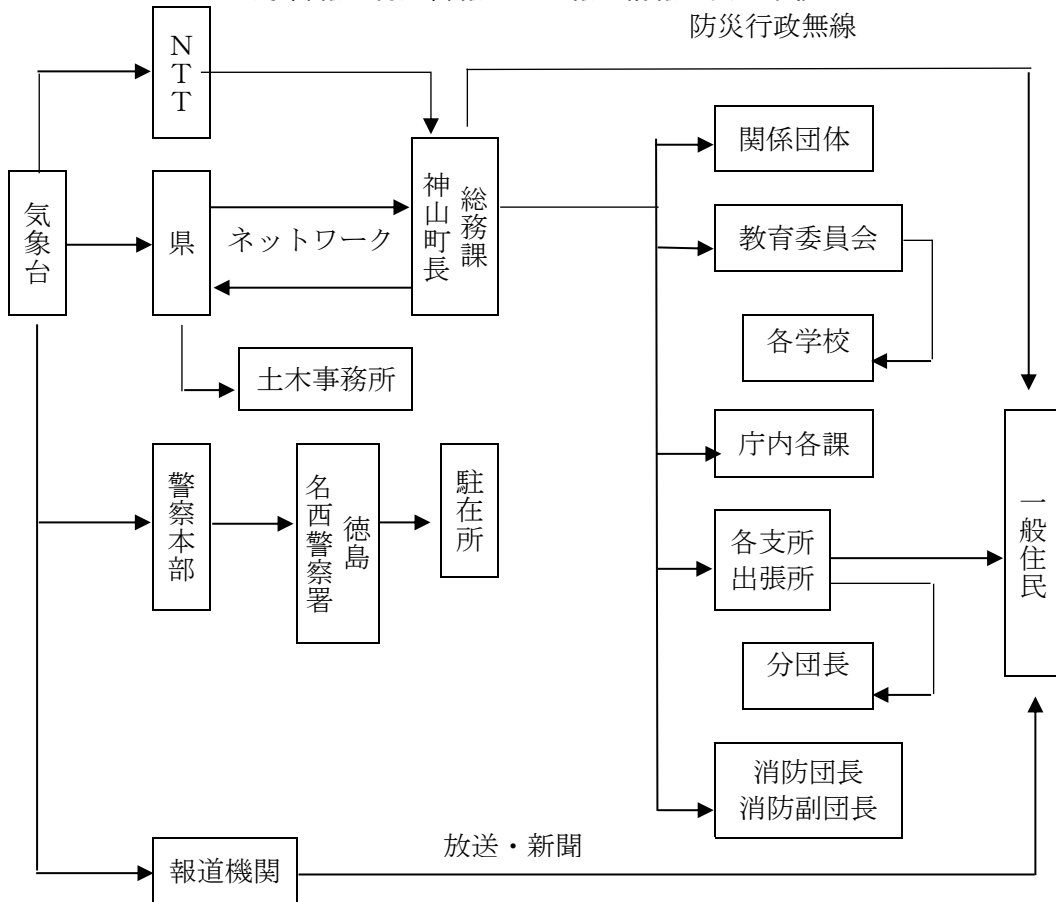 防災行政無線
NTT
気象台
県
ネットワーク
総務課
神山町長
土木事務所
警察本部
徳島
名西警察署
駐在所
報道機関
放送・新聞
関係団体
教育委員会
各学校
庁内各課
各支所
出張所
分団長
消防団長
消防副団長
一般住民